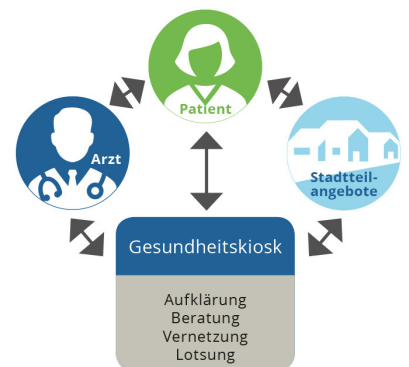 Patient
Arzt
Stadtteil-
angebote
Gesundheitskiosk
Aufklärung
Beratung
Vernetzung
Lotsung